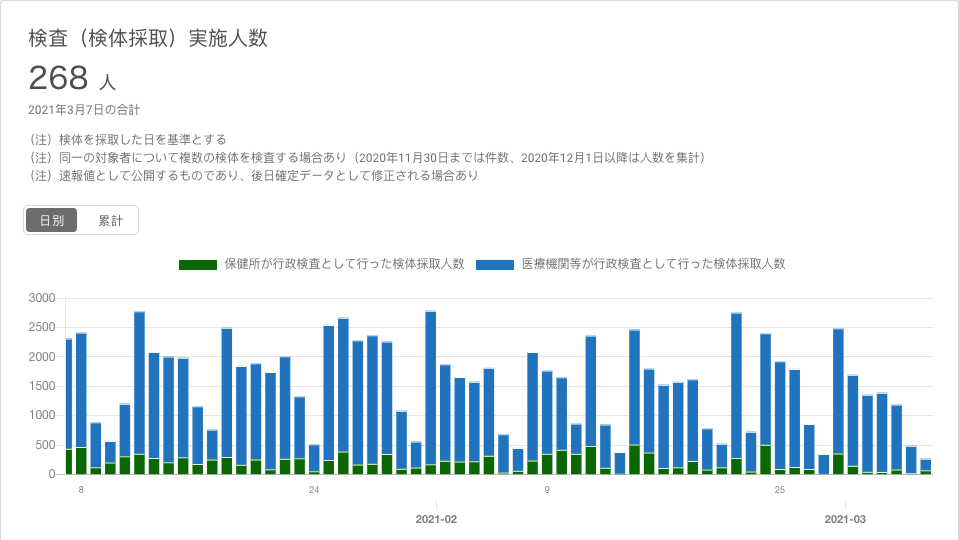 検査（検体採取）実施人数
268 人
2021年3月7日の合計
（注）検体を採取した日を基準とする
（注）同一の対象者について複数の検体を検査する場合あり（2020年11月30日までは件数、2020年12月1日以降は人数を集計）
（注）速報値として公開するものであり、後日確定データとして修正される場合あり
日別 累計
保健所が行政検査として行った検体採取人数 医療機関等が行政検査として行った検体採取人数
3000
2500
2000
1500
1000
500
0
8 24 9 25
2021-02 2021-03